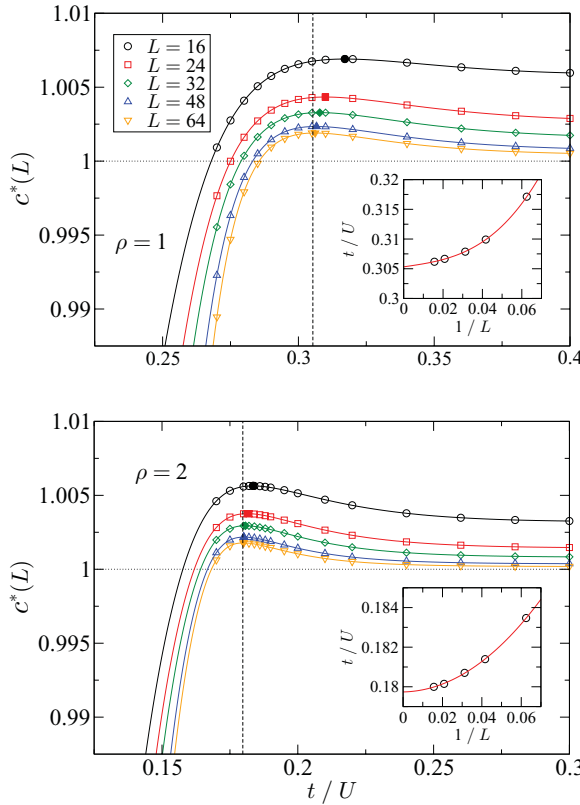 1.01
1.005
1
0.995
0.99
c*(L)
L = 16
L = 24
L = 32
L = 48
L = 64
ρ = 1
0.32
0.315
0.31
0.305
0.3
t / U
0 0.02 0.04 0.06
1 / L
0.25 0.3 0.35 0.4
1.01
1.005
1
0.995
0.99
c*(L)
ρ = 2
0.184
0.182
0.18
t / U
0 0.02 0.04 0.06
1 / L
0.15 0.2 0.25 0.3
t / U